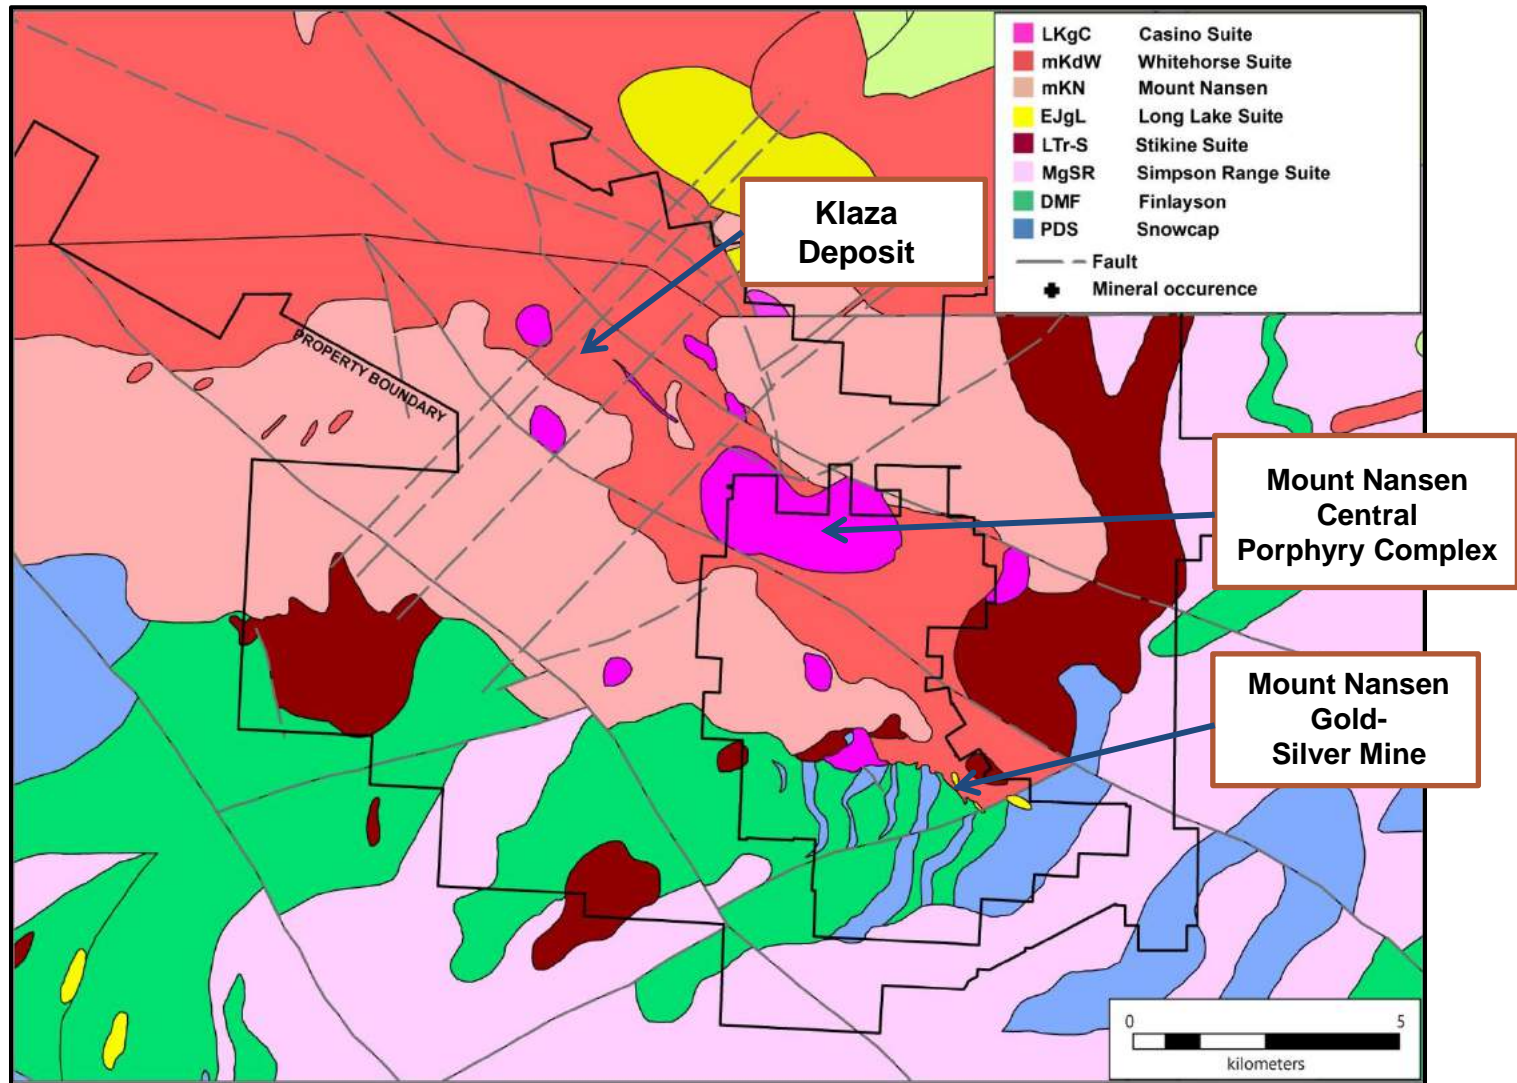 LKgC Casino Suite
mKdW Whitehorse Suite
mKN Mount Nansen
EJgL Long Lake Suite
LTr-S Stikine Suite
MgSR Simpson Range Suite
DMF Finlayson
PDS Snowcap
Fault
Mineral occurence
Klaza
Deposit
PROPERTY BOUNDARY
Mount Nansen
Central
Porphyry Complex
Mount Nansen
Gold-
Silver Mine
0 5
kilometers